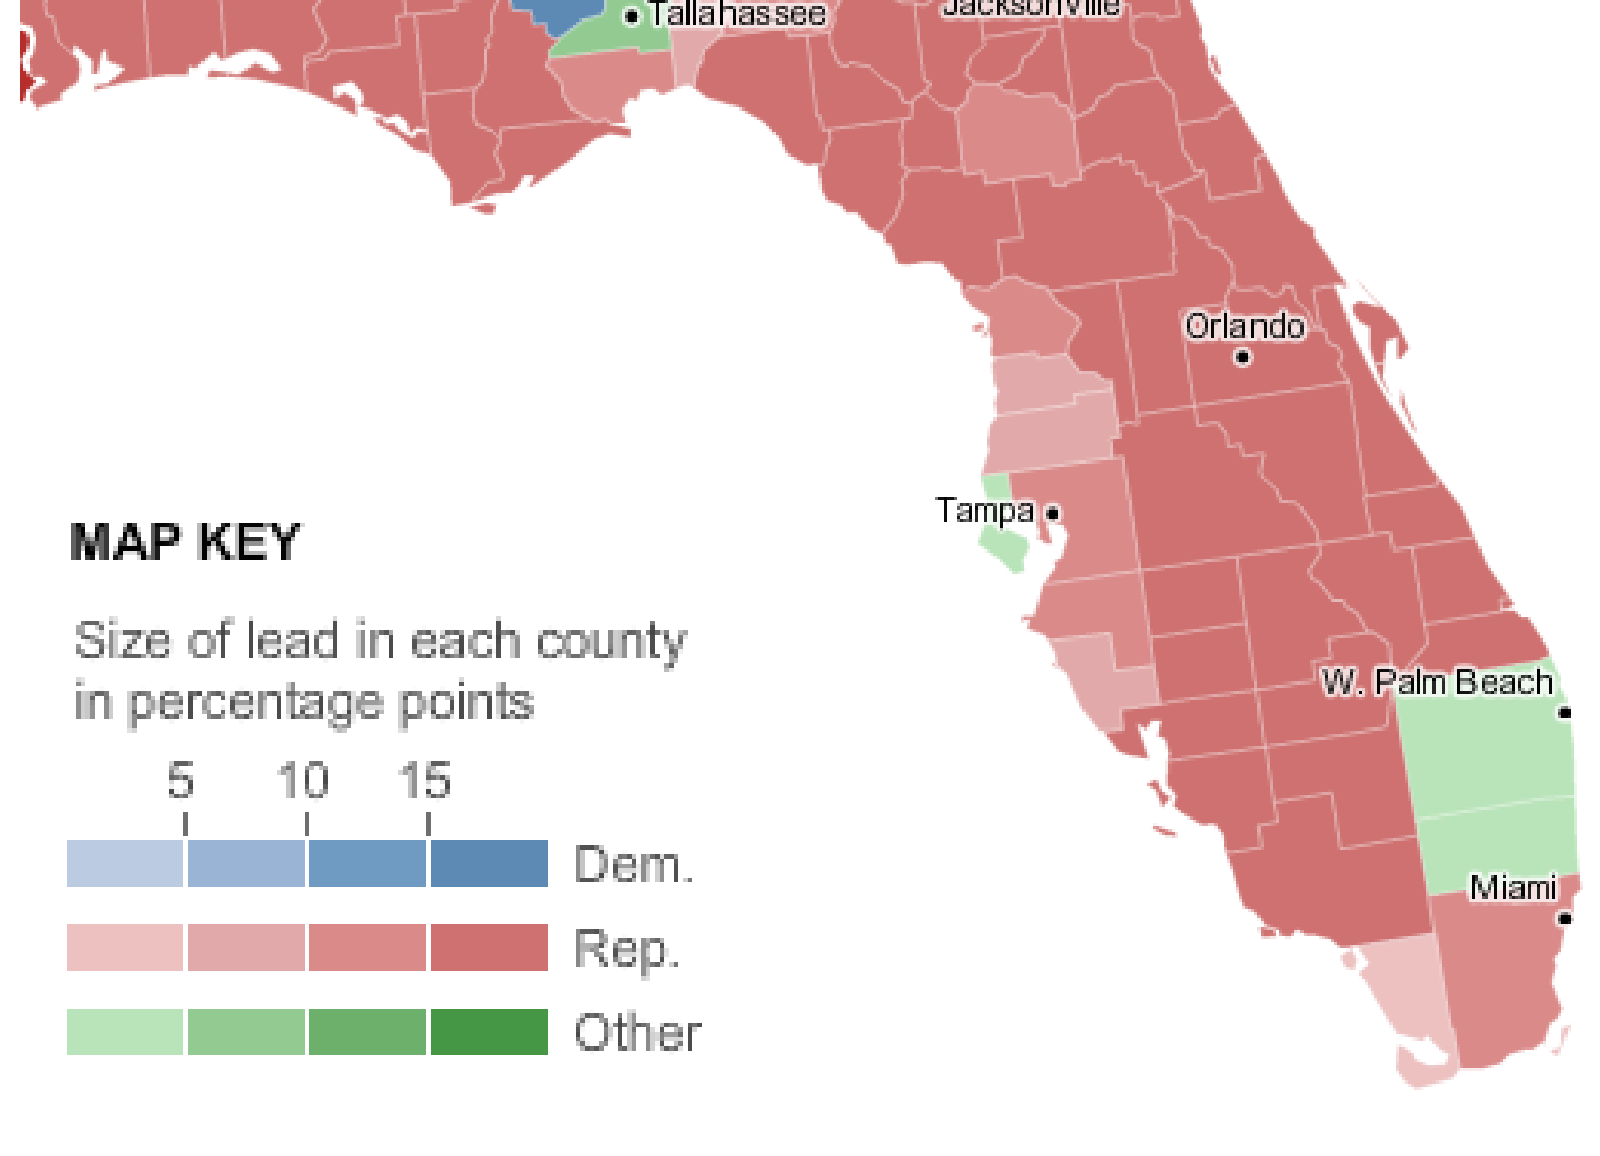 Tallahassee
Jacksonville
Orlando
Tampa
MAP KEY
Size of lead in each county
in percentage points
W. Palm Beach
5 10 15
Dem.
Miami
Rep.
Other